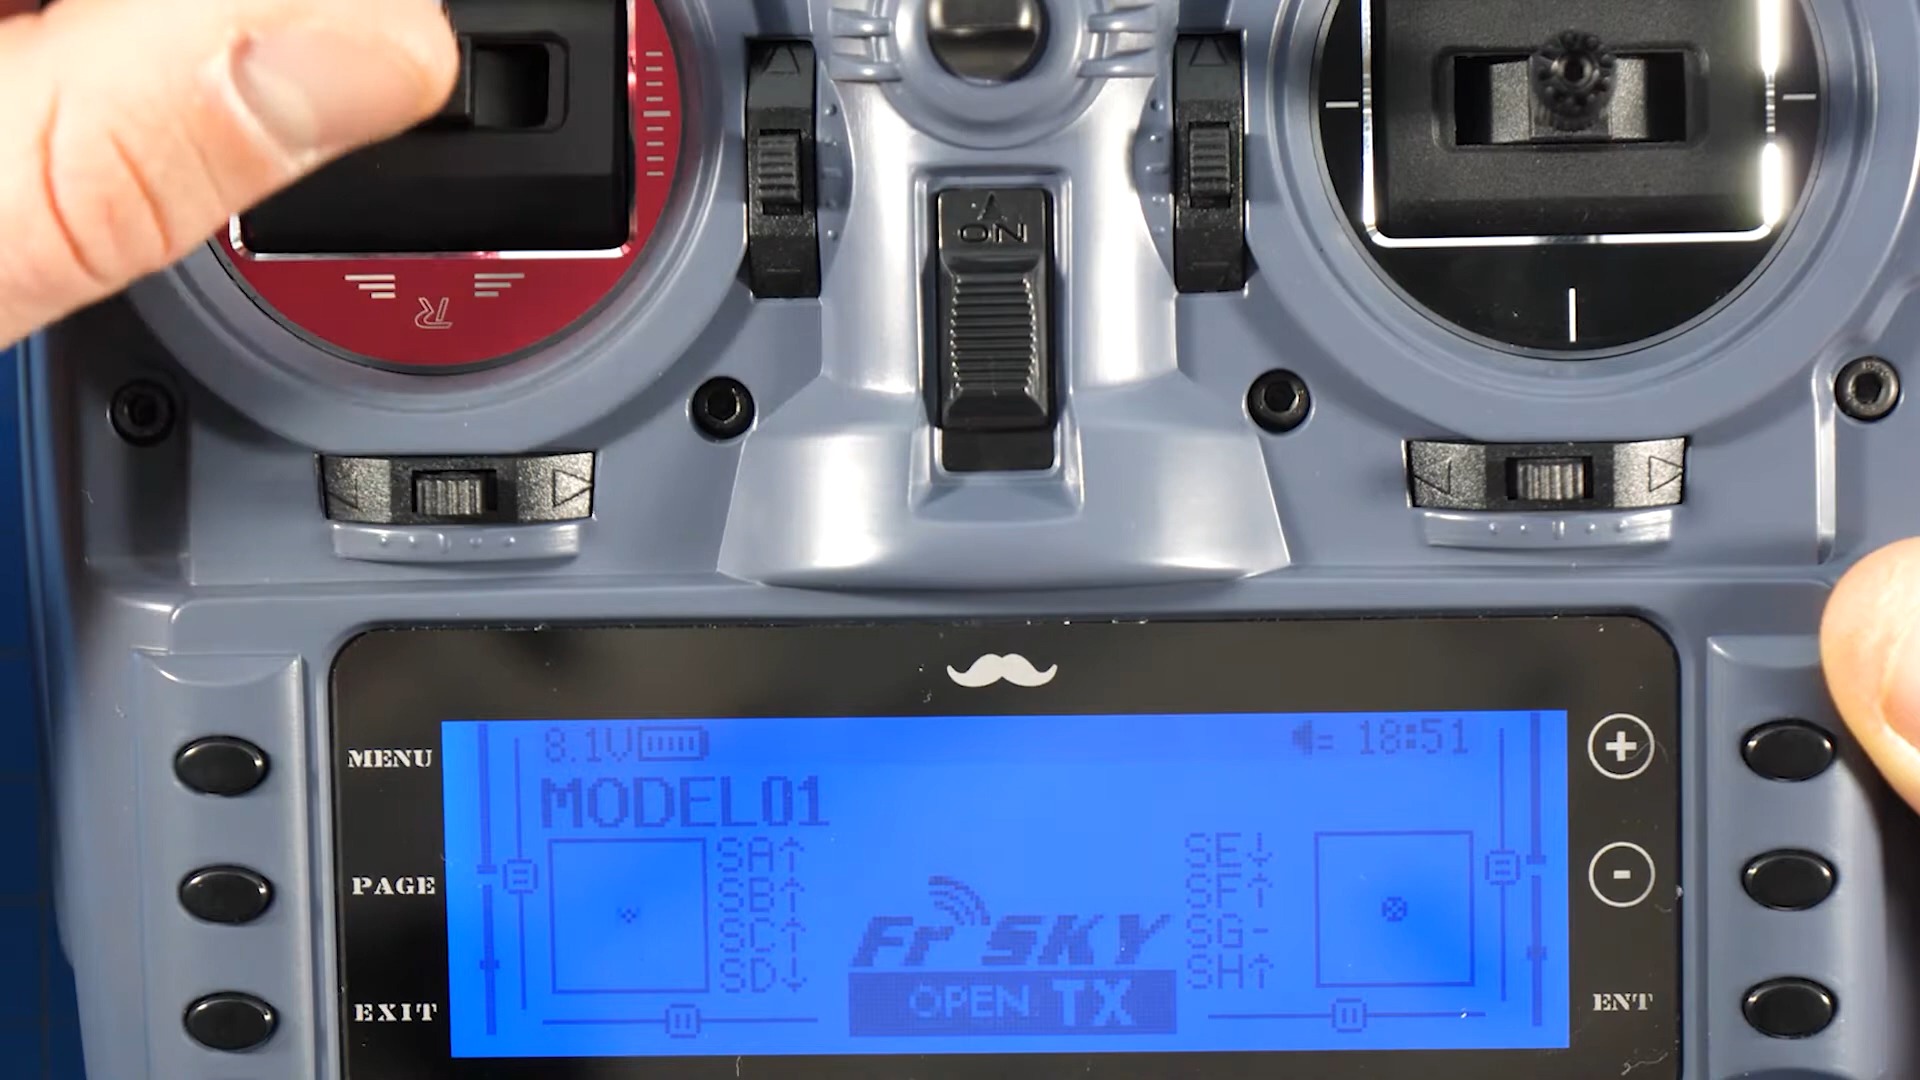 ON
R
MENU
PAGE
EXIT
8.1V
18:51
MODEL01
SA↑
SB↑
SC↑
SD↓
FrSKY
OPEN TX
SE↓
SF↑
SG-
SH↑
+
-
ENT